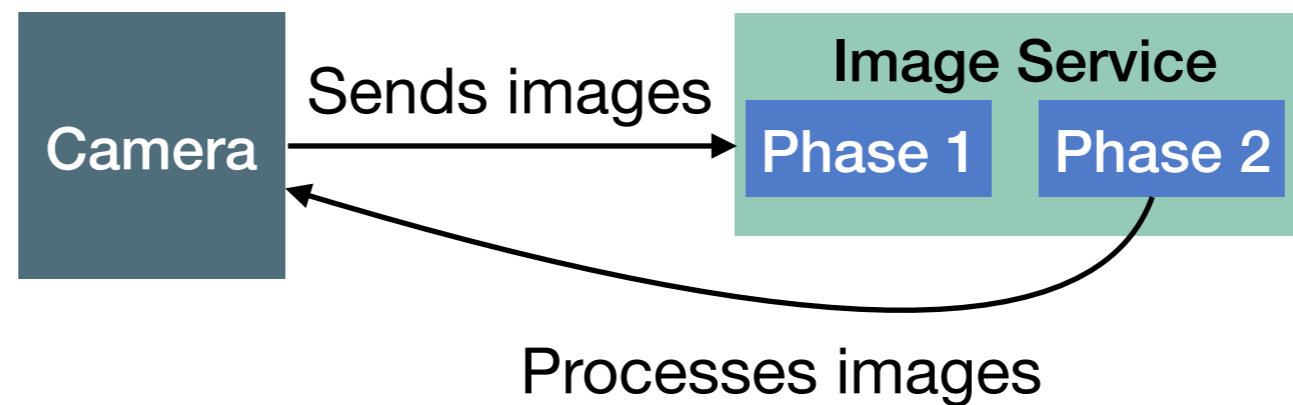 Image Service
Sends images
Camera
Phase 1
Phase 2
Processes images